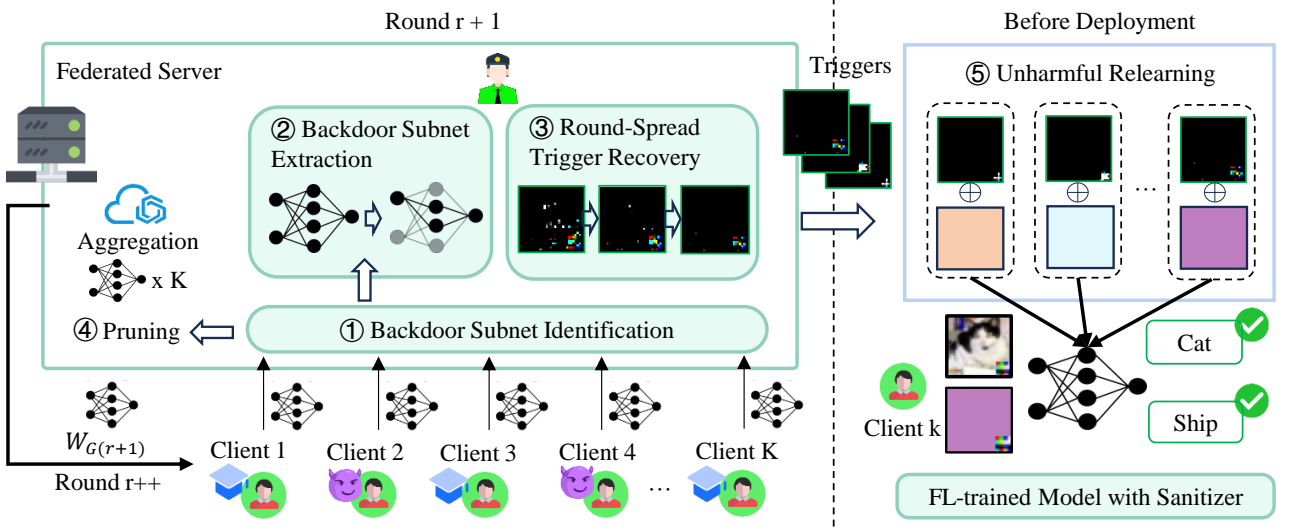 Round r + 1
Before Deployment
Federated Server
Triggers
⑤ Unharmful Relearning
② Backdoor Subnet
Extraction
③ Round-Spread
Trigger Recovery
...
Aggregation
x K
④ Pruning
① Backdoor Subnet Identification
Cat
Ship
Client k
W_G(r+1)
Round r++
Client 1
Client 2
Client 3
Client 4
...
Client K
FL-trained Model with Sanitizer